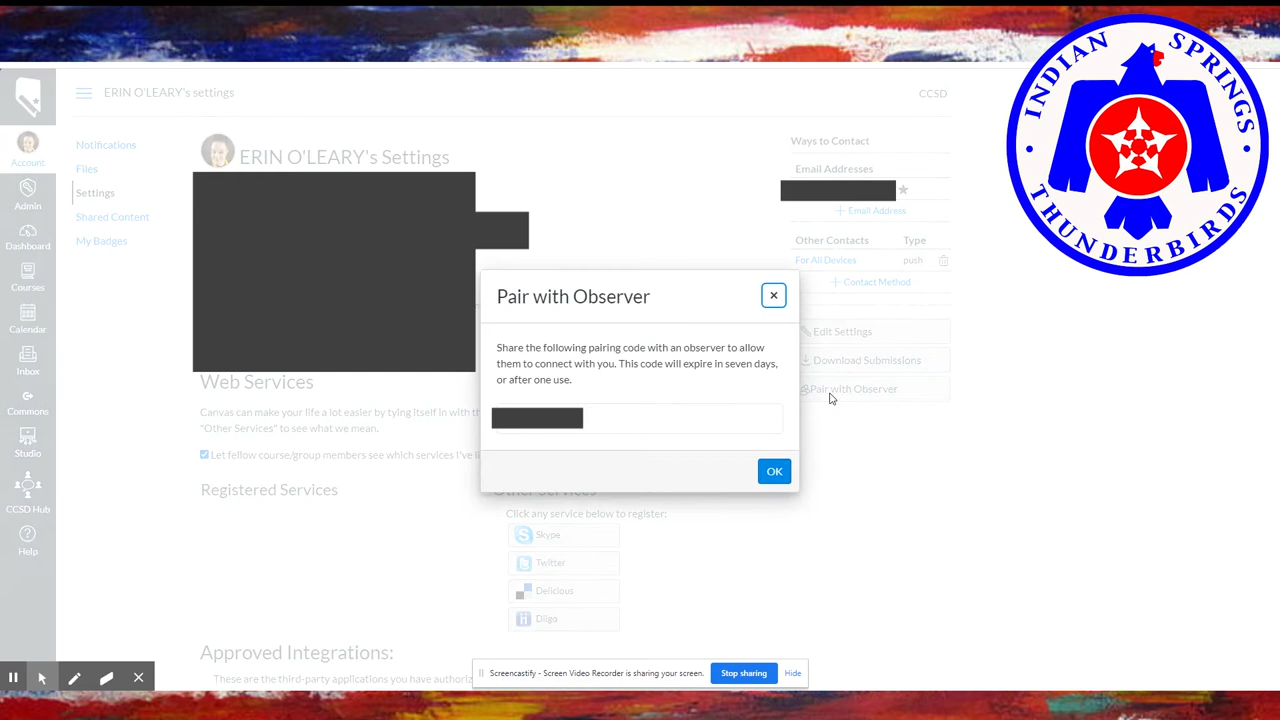 INDIAN SPRINGS
THUNDERBIRDS
ERIN O'LEARY's settings
CCSD
Account
Admin
Dashboard
Courses
Calendar
Inbox
Commons
Studio
CCSD Hub
Help
Notifications
Files
Settings
Shared Content
My Badges
ERIN O'LEARY's Settings
Ways to Contact
Email Addresses
Email Address
Other Contacts Type
For All Devices push
Contact Method
Edit Settings
Download Submissions
Pair with Observer
Pair with Observer
Share the following pairing code with an observer to allow
them to connect with you. This code will expire in seven days,
or after one use.
OK
Web Services
Canvas can make your life a lot easier by tying itself in with
"Other Services" to see what we mean.
Let fellow course/group members see which services I've
Registered Services
Other Services
Click any service below to register:
Skype
Twitter
Delicious
Diigo
Approved Integrations:
These are the third-party applications you have
Screencastify - Screen Video Recorder is sharing your screen.
Stop sharing
Hide